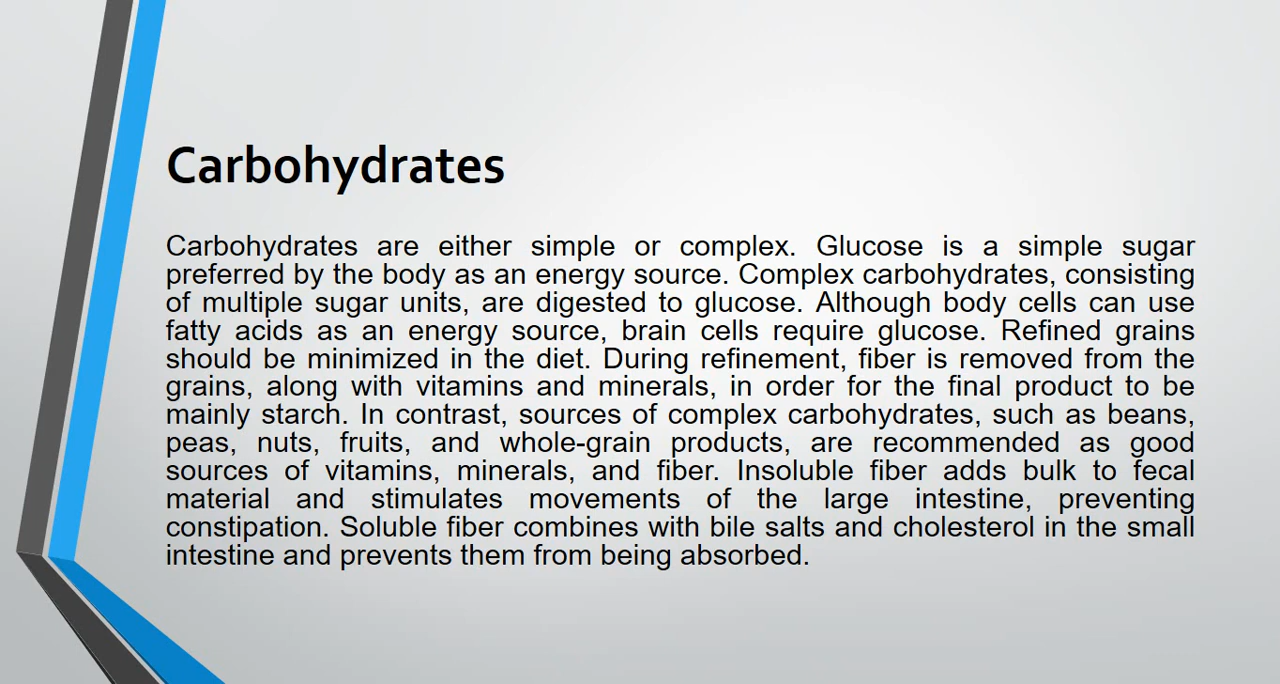 Carbohydrates
Carbohydrates are either simple or complex. Glucose is a simple sugar
preferred by the body as an energy source. Complex carbohydrates, consisting
of multiple sugar units, are digested to glucose. Although body cells can use
fatty acids as an energy source, brain cells require glucose. Refined grains
should be minimized in the diet. During refinement, fiber is removed from the
grains, along with vitamins and minerals, in order for the final product to be
mainly starch. In contrast, sources of complex carbohydrates, such as beans,
peas, nuts, fruits, and whole-grain products, are recommended as good
sources of vitamins, minerals, and fiber. Insoluble fiber adds bulk to fecal
material and stimulates movements of the large intestine, preventing
constipation. Soluble fiber combines with bile salts and cholesterol in the small
intestine and prevents them from being absorbed.